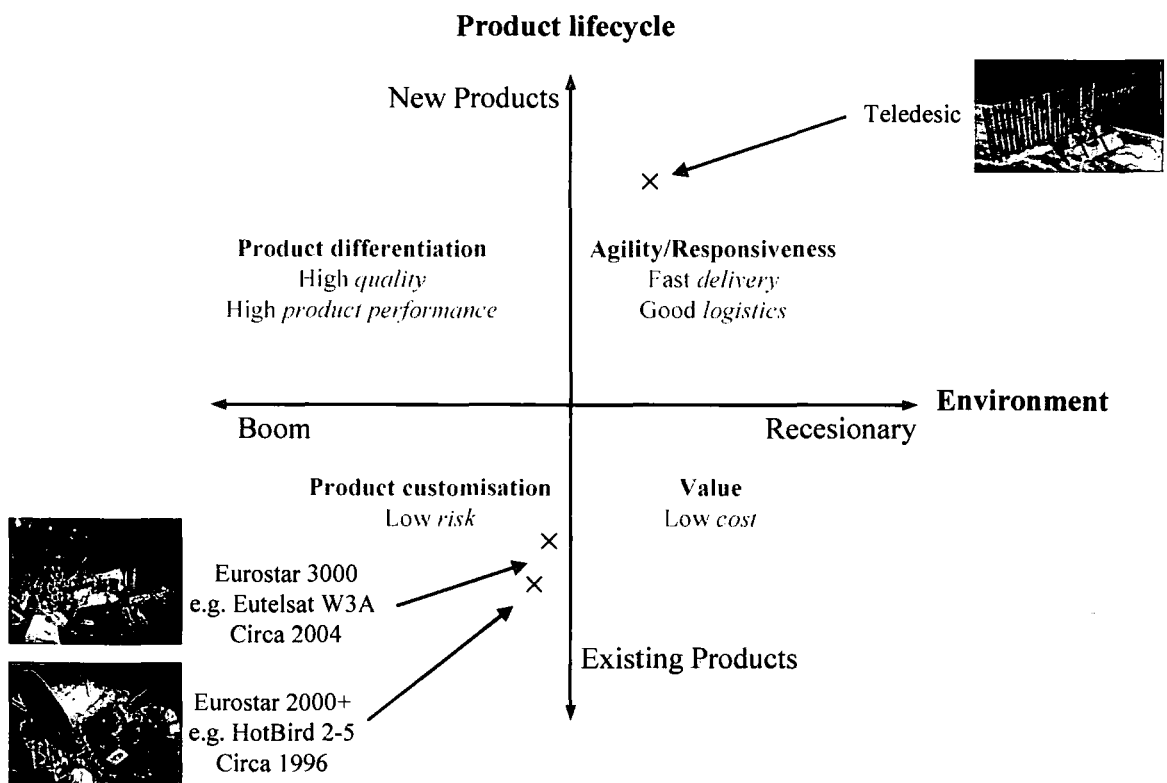 Product lifecycle
New Products
Teledesic
Product differentiation
High quality
High product performance
Agility/Responsiveness
Fast delivery
Good logistics
Environment
Boom
Recesionary
Product customisation
Low risk
Value
Low cost
Eurostar 3000
e.g. Eutelsat W3A
Circa 2004
Existing Products
Eurostar 2000+
e.g. HotBird 2-5
Circa 1996